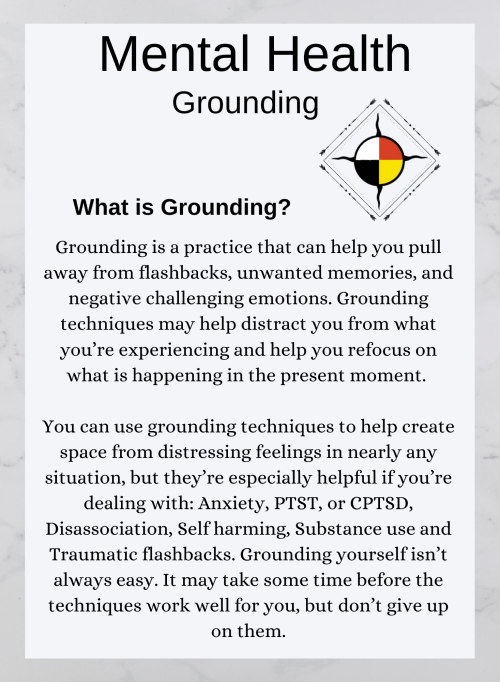 Mental Health
Grounding
What is Grounding?
Grounding is a practice that can help you pull
away from flashbacks, unwanted memories, and
negative challenging emotions. Grounding
techniques may help distract you from what
you’re experiencing and help you refocus on
what is happening in the present moment.
You can use grounding techniques to help create
space from distressing feelings in nearly any
situation, but they’re especially helpful if you’re
dealing with: Anxiety, PTST, or CPTSD,
Disassociation, Self harming, Substance use and
Traumatic flashbacks. Grounding yourself isn’t
always easy. It may take some time before the
techniques work well for you, but don’t give up
on them.